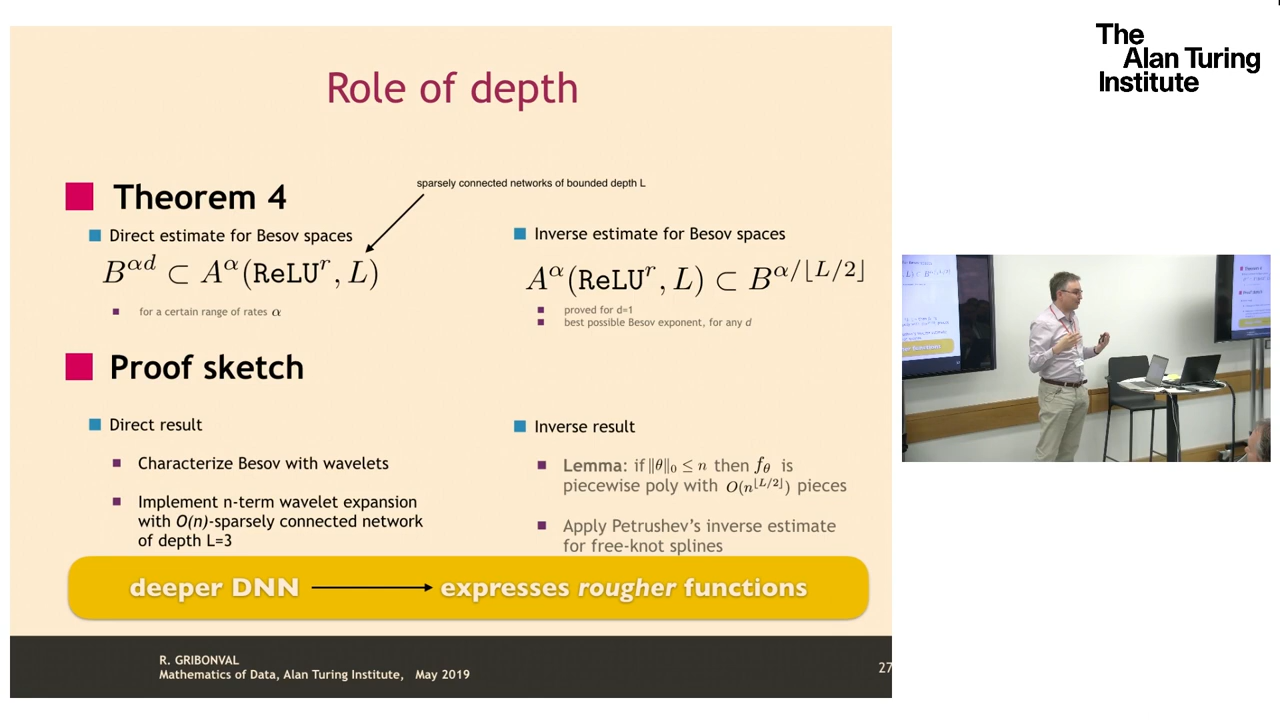 The
Alan Turing
Institute
Role of depth
sparsely connected networks of bounded depth L
Theorem 4
Direct estimate for Besov spaces
B^{αd} ⊂ A^α(ReLU^r, L)
for a certain range of rates α
Inverse estimate for Besov spaces
A^α(ReLU^r, L) ⊂ B^{α/⌊L/2⌋}
proved for d=1
best possible Besov exponent, for any d
Proof sketch
Direct result
Characterize Besov with wavelets
Implement n-term wavelet expansion
with O(n)-sparsely connected network
of depth L=3
Inverse result
Lemma: if ‖θ‖₀ ≤ n then f_θ is
piecewise poly with O(n^{⌊L/2⌋}) pieces
Apply Petrushev's inverse estimate
for free-knot splines
deeper DNN → expresses rougher functions
R. GRIBONVAL
Mathematics of Data, Alan Turing Institute, May 2019
27